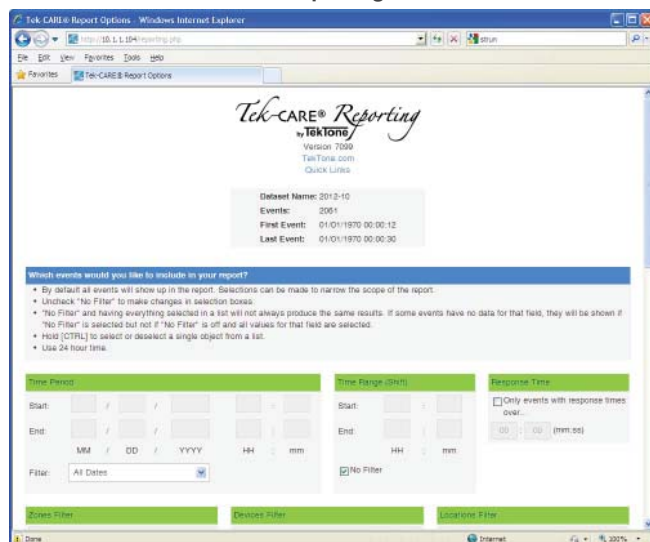 Tek-CARE® Report Options - Windows Internet Explorer
http://10.1.1.104/reporting.php
strun
File Edit View Favorites Tools Help
Favorites Tek-CARE® Report Options
Tek-CARE® Reporting
by TekTone
Version 7099
TekTone.com
Quick Links
Dataset Name: 2012-10
Events: 2061
First Event: 01/01/1970 00:00:12
Last Event: 01/01/1970 00:00:30
Which events would you like to include in your report?
• By default all events will show up in the report. Selections can be made to narrow the scope of the report.
• Uncheck "No Filter" to make changes in selection boxes.
• "No Filter" and having everything selected in a list will not always produce the same results. If some events have no data for that field, they will be shown if
"No Filter" is selected but not if "No Filter" is off and all values for that field are selected.
• Hold [CTRL] to select or deselect a single object from a list.
• Use 24 hour time.
Time Period Time Range (Shift) Response Time
Start: / / : Start: : Only events with response times
over...
End: / / : End: : 00 : 00 (mm:ss)
MM / DD / YYYY HH : mm HH : mm
Filter: All Dates No Filter
Zones Filter Devices Filter Locations Filter
Done Internet 100%